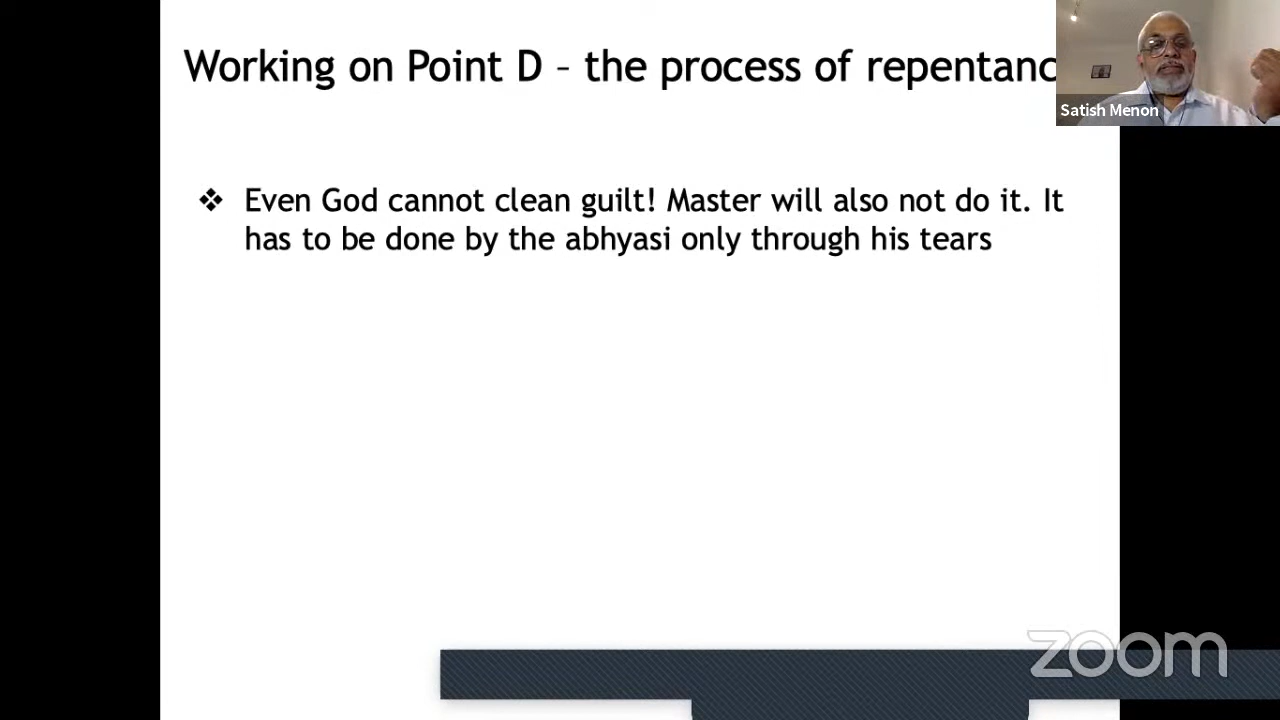 Working on Point D – the process of repentanc
Satish Menon
❖ Even God cannot clean guilt! Master will also not do it. It
has to be done by the abhyasi only through his tears
zoom